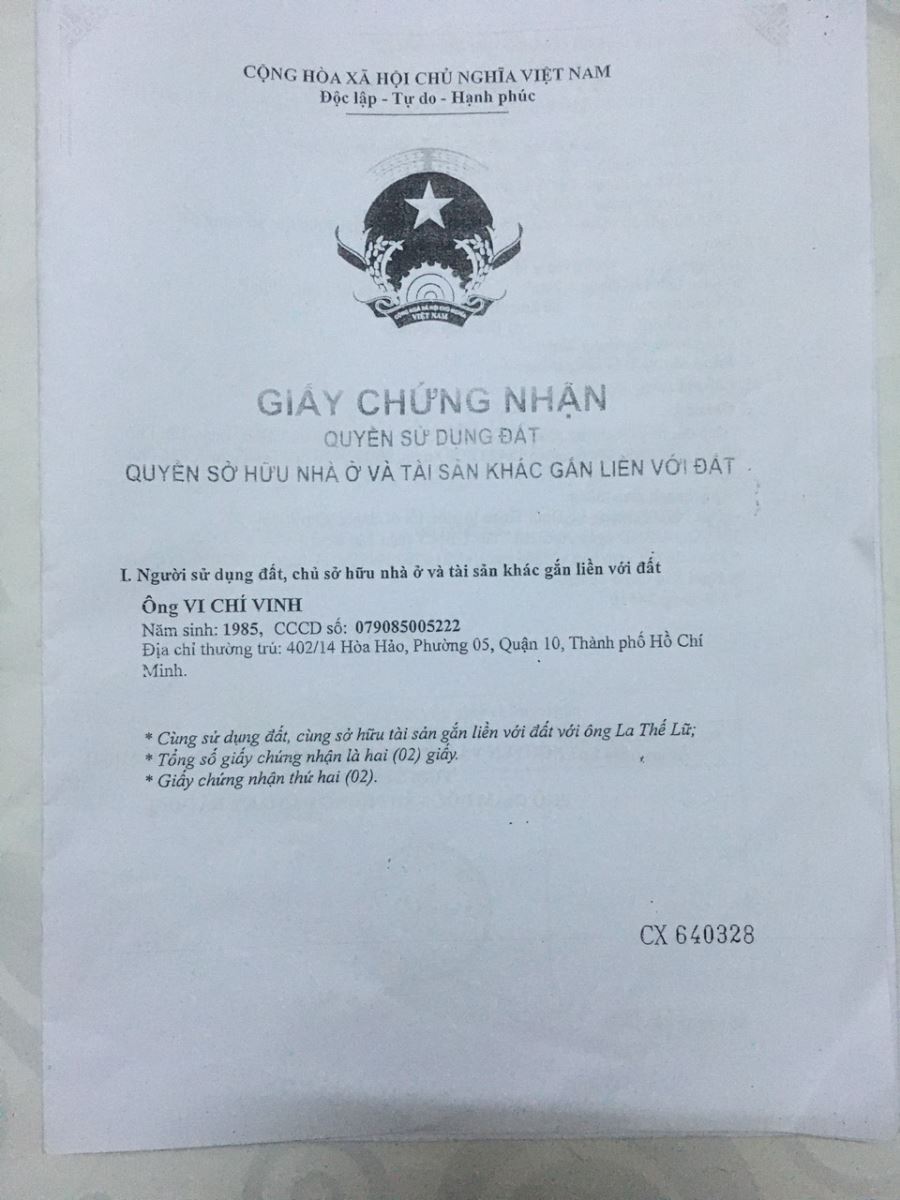 CỘNG HÒA XÃ HỘI CHỦ NGHĨA VIỆT NAM
Độc lập - Tự do - Hạnh phúc
CỘNG HÒA XÃ HỘI CHỦ NGHĨA
VIỆT NAM
GIẤY CHỨNG NHẬN
QUYỀN SỬ DỤNG ĐẤT
QUYỀN SỞ HỮU NHÀ Ở VÀ TÀI SẢN KHÁC GẮN LIỀN VỚI ĐẤT
I. Người sử dụng đất, chủ sở hữu nhà ở và tài sản khác gắn liền với đất
Ông VI CHÍ VINH
Năm sinh: 1985, CCCD số: 079085005222
Địa chỉ thường trú: 402/14 Hòa Hảo, Phường 05, Quận 10, Thành phố Hồ Chí
Minh.
* Cùng sử dụng đất, cùng sở hữu tài sản gắn liền với đất với ông La Thế Lữ;
* Tổng số giấy chứng nhận là hai (02) giấy.
* Giấy chứng nhận thứ hai (02).
CX 640328